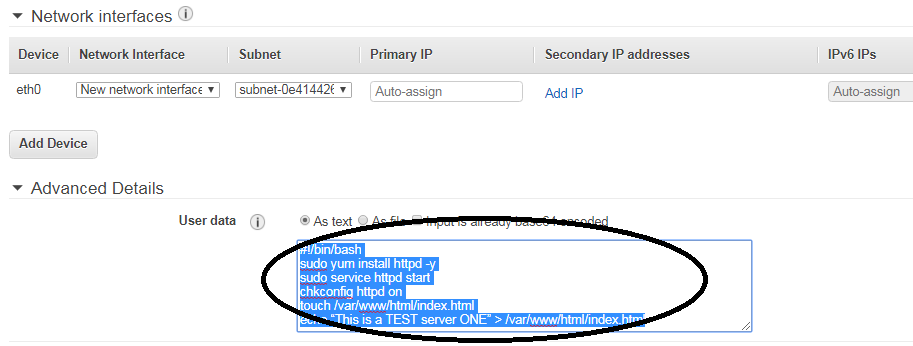 Network interfaces
Device Network Interface Subnet Primary IP Secondary IP addresses IPv6 IPs
eth0 New network interface subnet-0e414426 Auto-assign Add IP Auto-assign
Add Device
Advanced Details
User data As text As file Input is already base64 encoded
#!/bin/bash
sudo yum install httpd -y
sudo service httpd start
chkconfig httpd on
touch /var/www/html/index.html
echo "This is a TEST server ONE" > /var/www/html/index.html